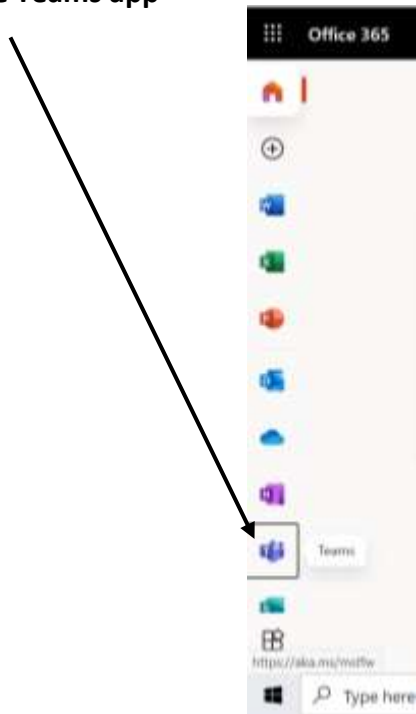 e Teams app
Office 365
Teams
https://aka.ms/mstfw
Type here